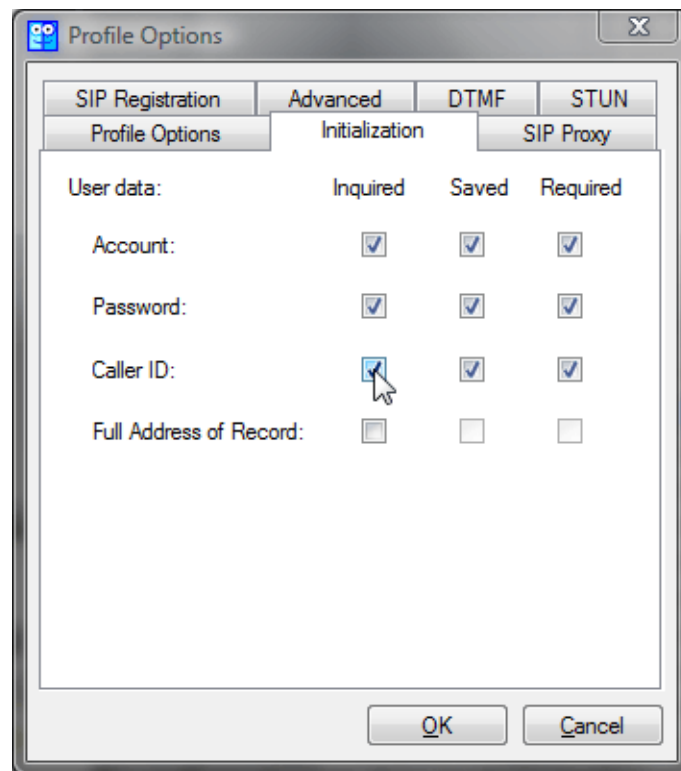 Profile Options
SIP Registration Advanced DTMF STUN
Profile Options Initialization SIP Proxy
User data: Inquired Saved Required
Account:
Password:
Caller ID:
Full Address of Record:
OK Cancel